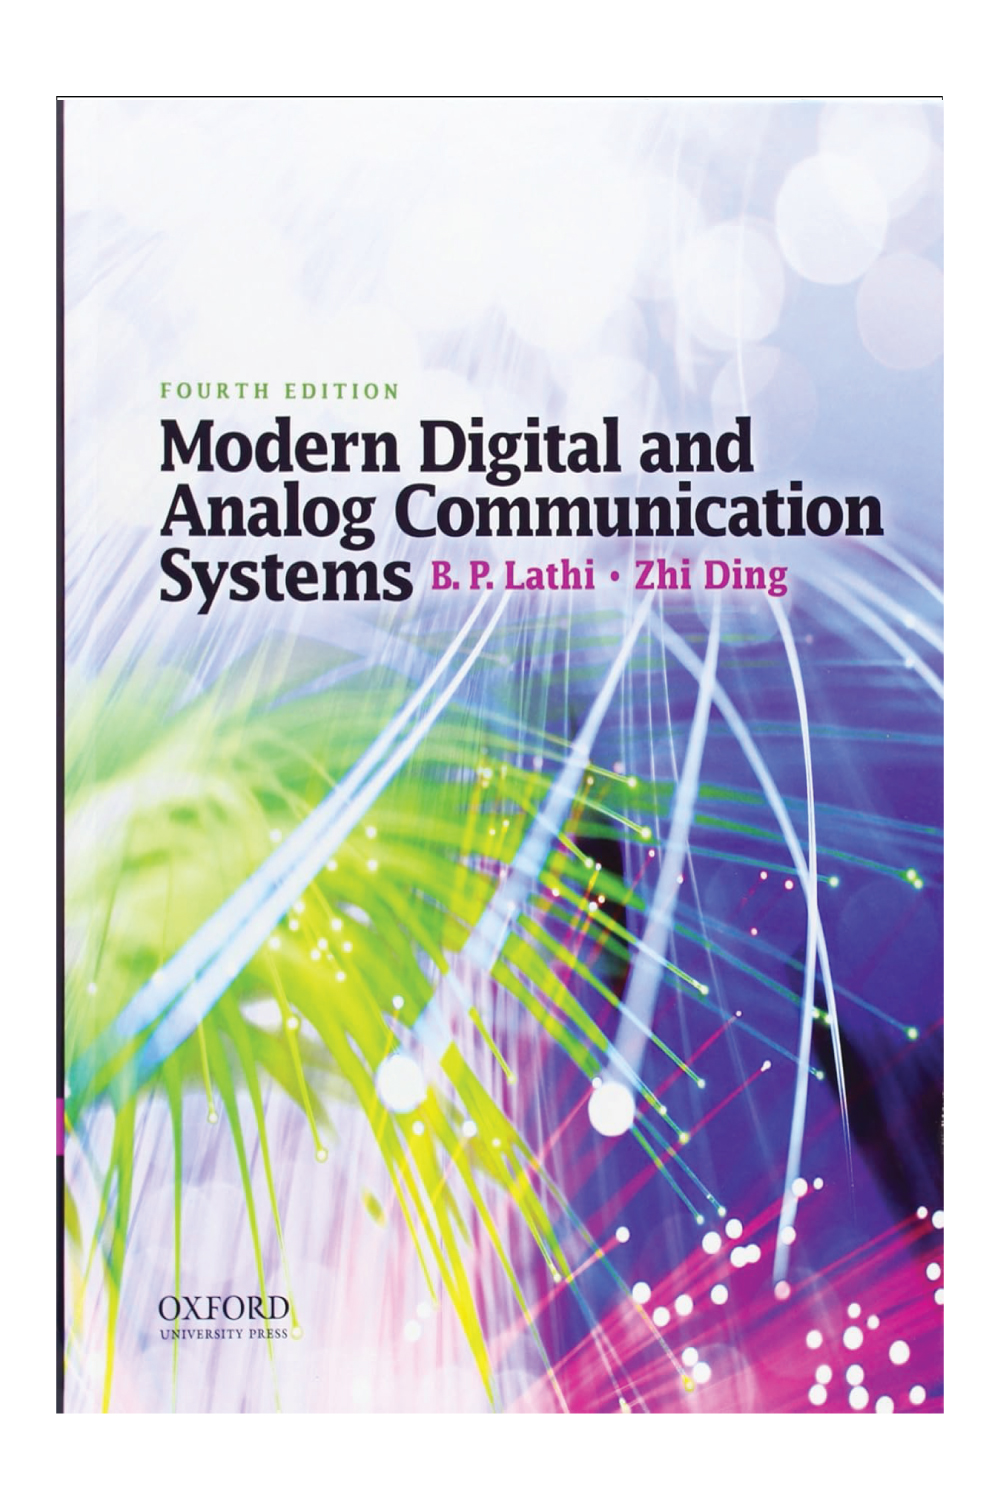 FOURTH EDITION
Modern Digital and
Analog Communication
Systems B. P. Lathi • Zhi Ding
OXFORD
UNIVERSITY PRESS